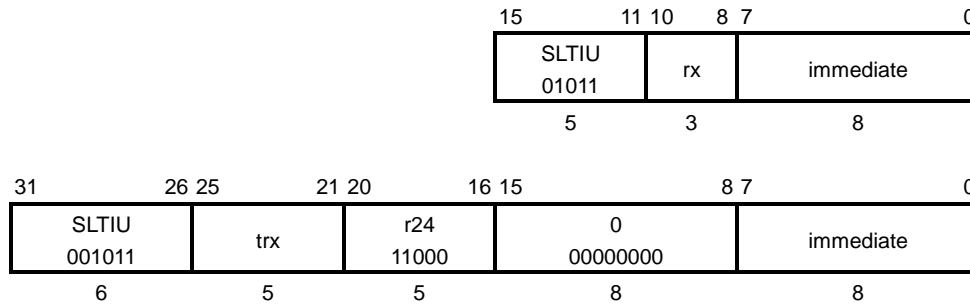 15 11 10 8 7 0
SLTIU rx immediate
01011
5 3 8
31 26 25 21 20 16 15 8 7 0
SLTIU trx r24 0 immediate
001011 11000 00000000
6 5 5 8 8